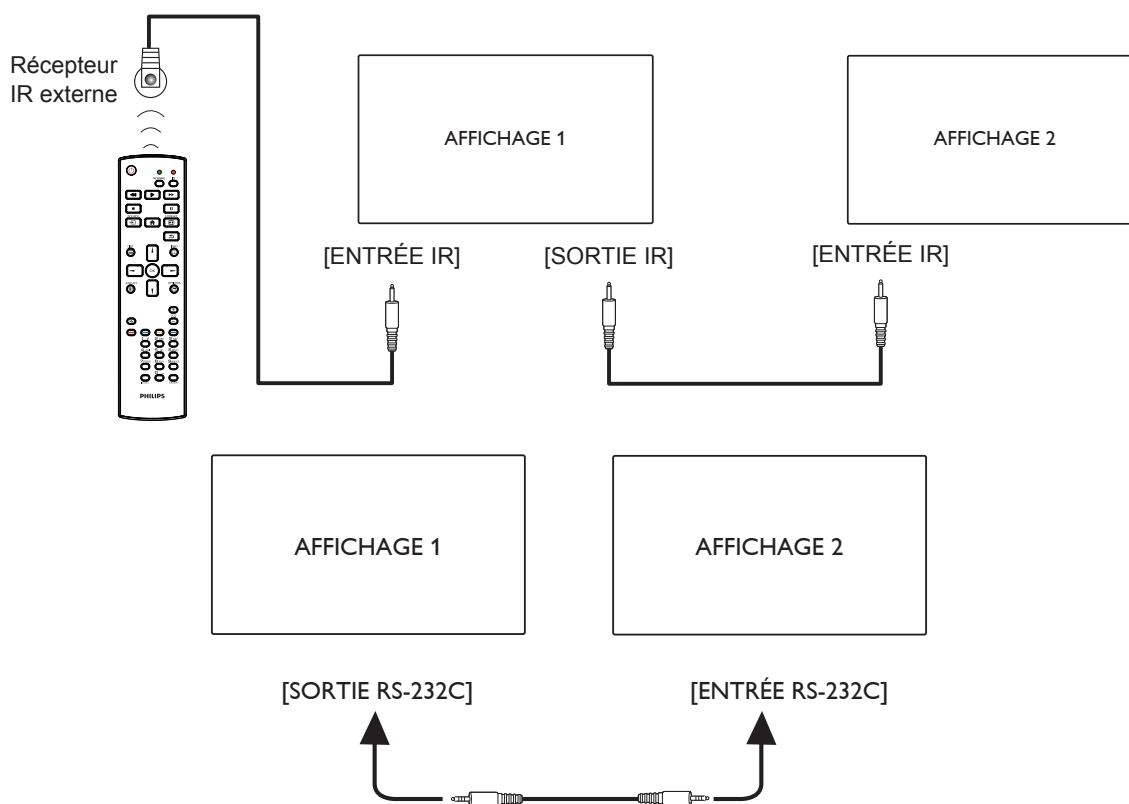 Récepteur
IR externe
AFFICHAGE 1
AFFICHAGE 2
[ENTRÉE IR]
[SORTIE IR]
[ENTRÉE IR]
PHILIPS
AFFICHAGE 1
AFFICHAGE 2
[SORTIE RS-232C]
[ENTRÉE RS-232C]